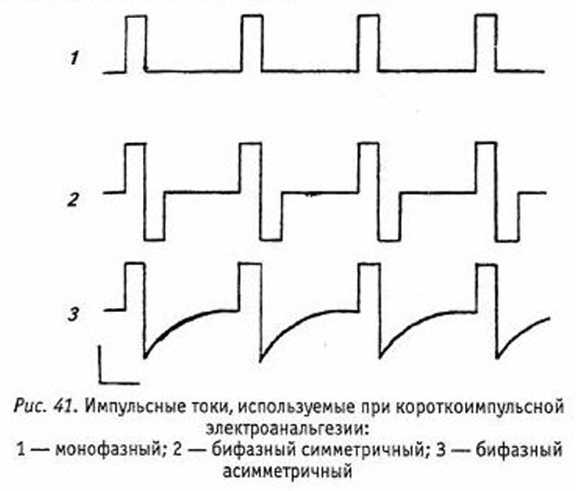 1
2
3
Рис. 41. Импульсные токи, используемые при короткоимпульсной
электроанальгезии:
1 — монофазный; 2 — бифазный симметричный; 3 — бифазный
асимметричный